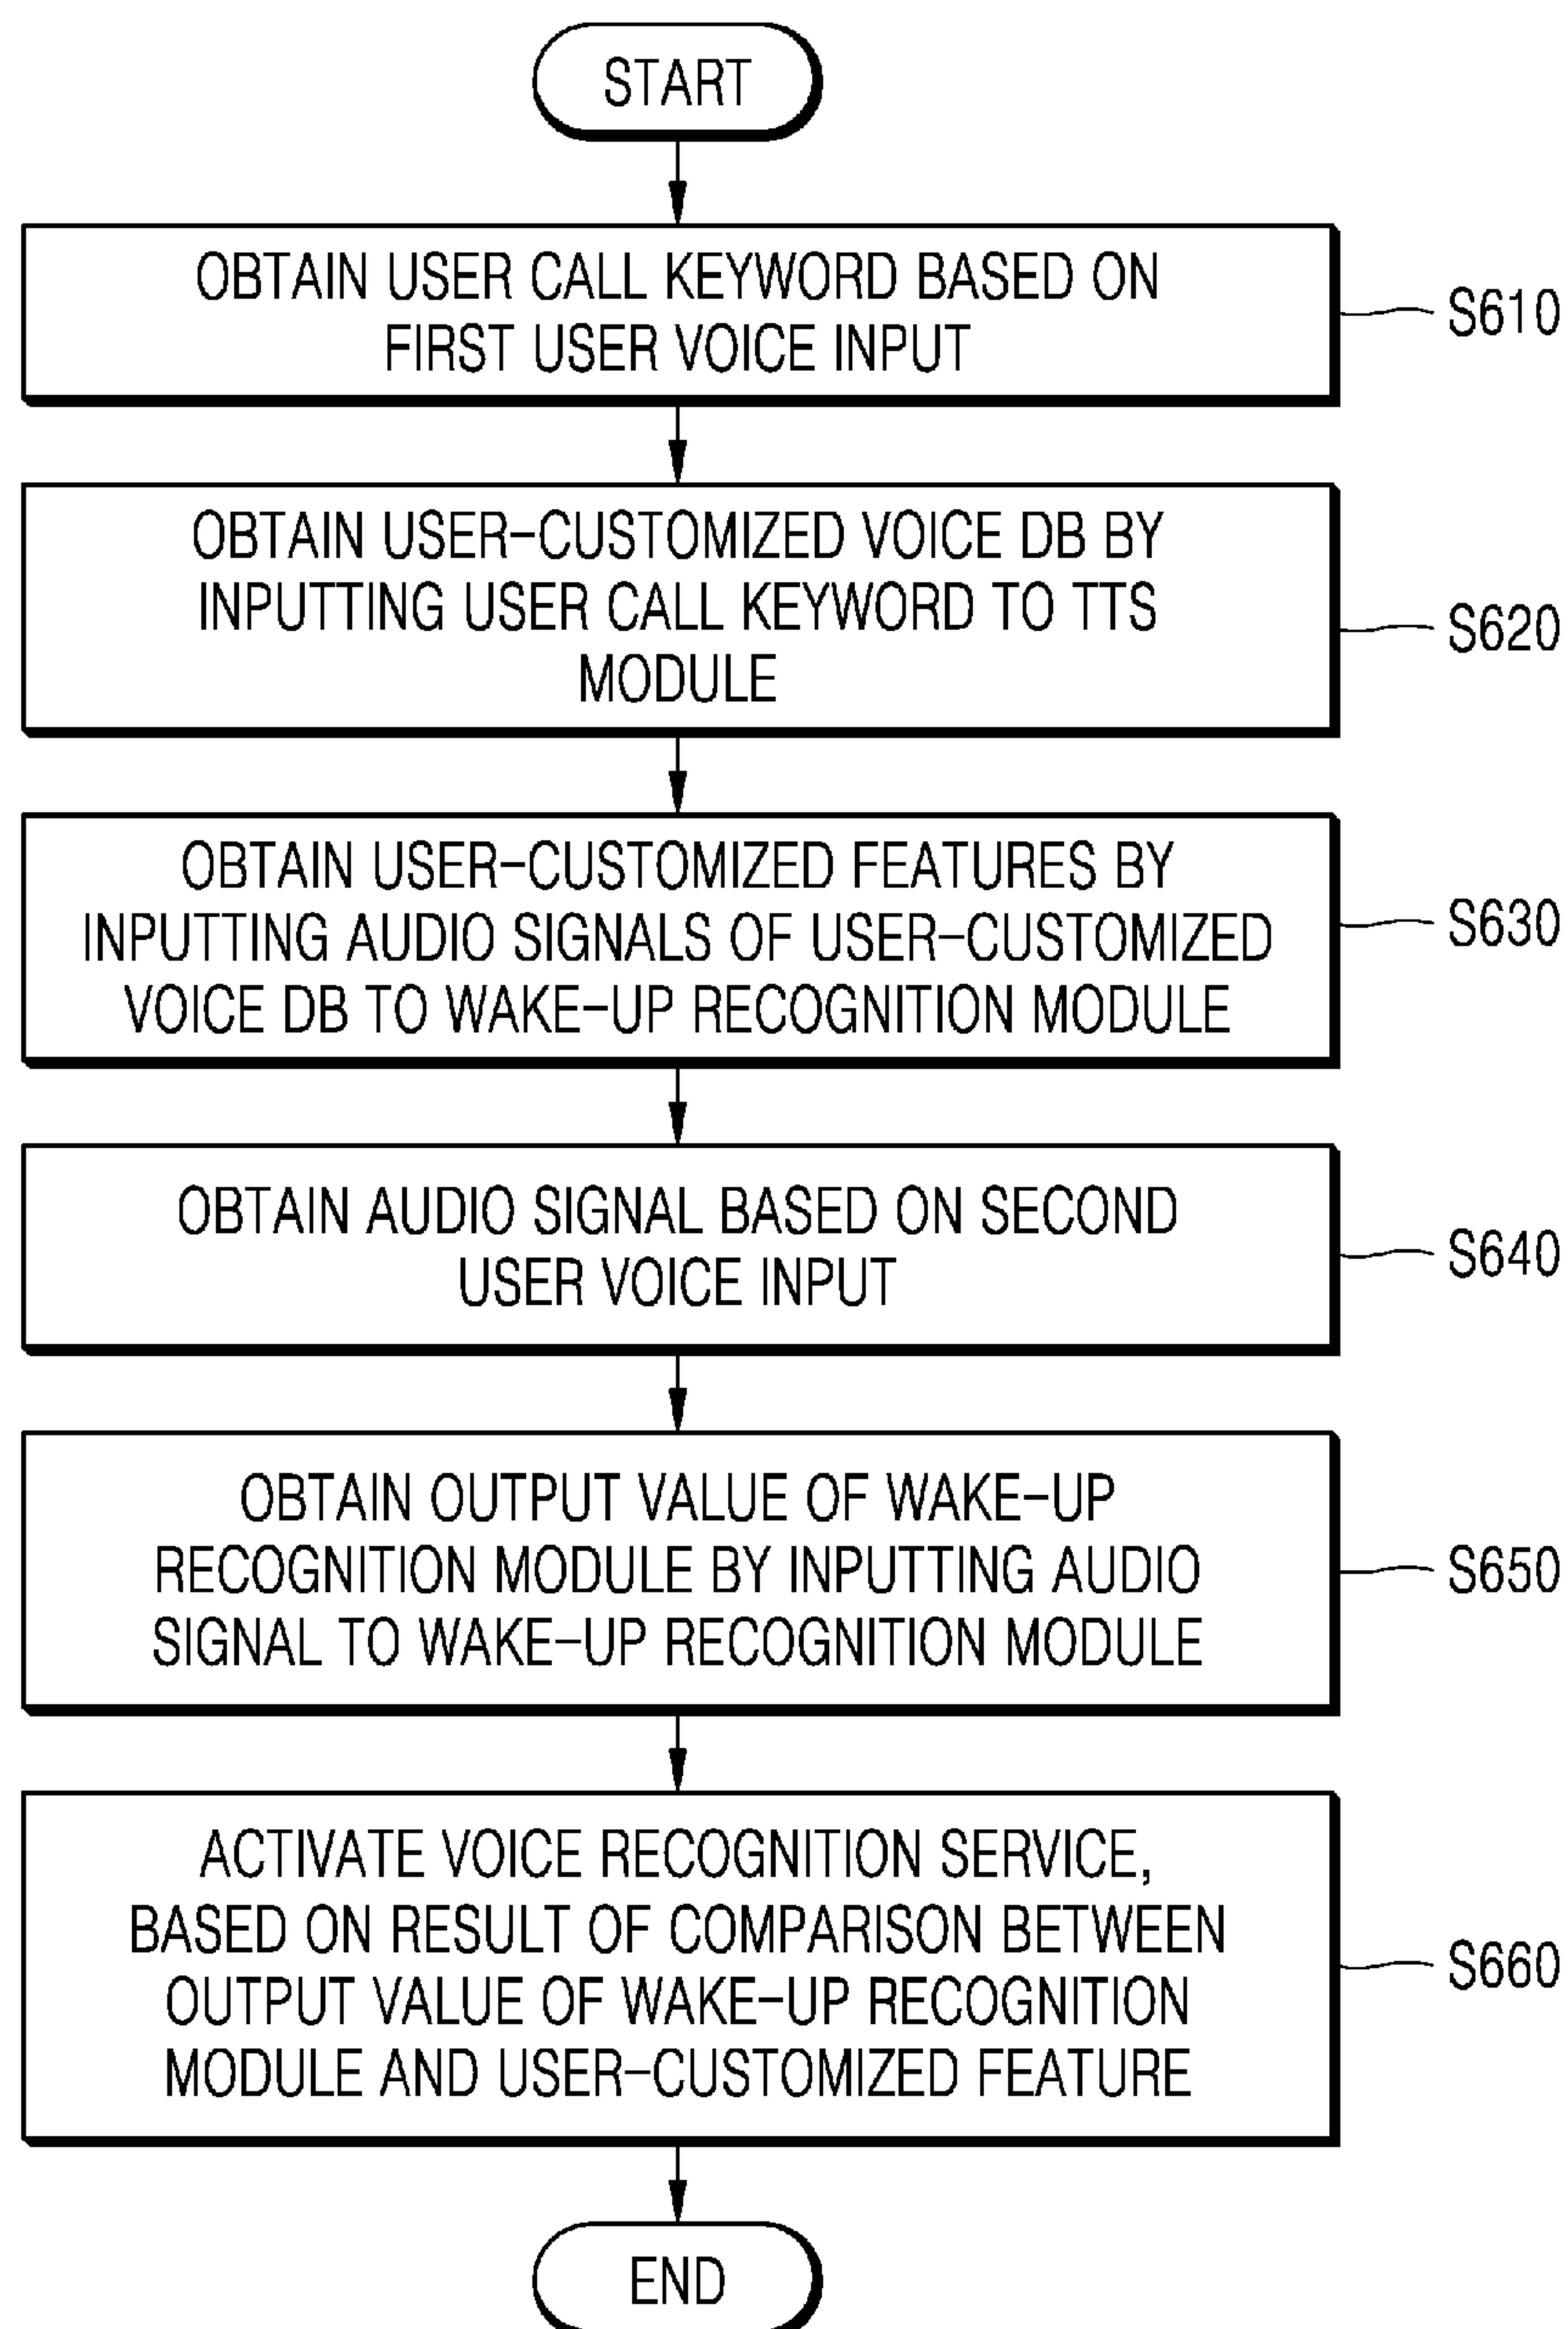 START
OBTAIN USER CALL KEYWORD BASED ON
FIRST USER VOICE INPUT
S610
OBTAIN USER-CUSTOMIZED VOICE DB BY
INPUTTING USER CALL KEYWORD TO TTS
MODULE
S620
OBTAIN USER-CUSTOMIZED FEATURES BY
INPUTTING AUDIO SIGNALS OF USER-CUSTOMIZED
VOICE DB TO WAKE-UP RECOGNITION MODULE
S630
OBTAIN AUDIO SIGNAL BASED ON SECOND
USER VOICE INPUT
S640
OBTAIN OUTPUT VALUE OF WAKE-UP
RECOGNITION MODULE BY INPUTTING AUDIO
SIGNAL TO WAKE-UP RECOGNITION MODULE
S650
ACTIVATE VOICE RECOGNITION SERVICE,
BASED ON RESULT OF COMPARISON BETWEEN
OUTPUT VALUE OF WAKE-UP RECOGNITION
MODULE AND USER-CUSTOMIZED FEATURE
S660
END